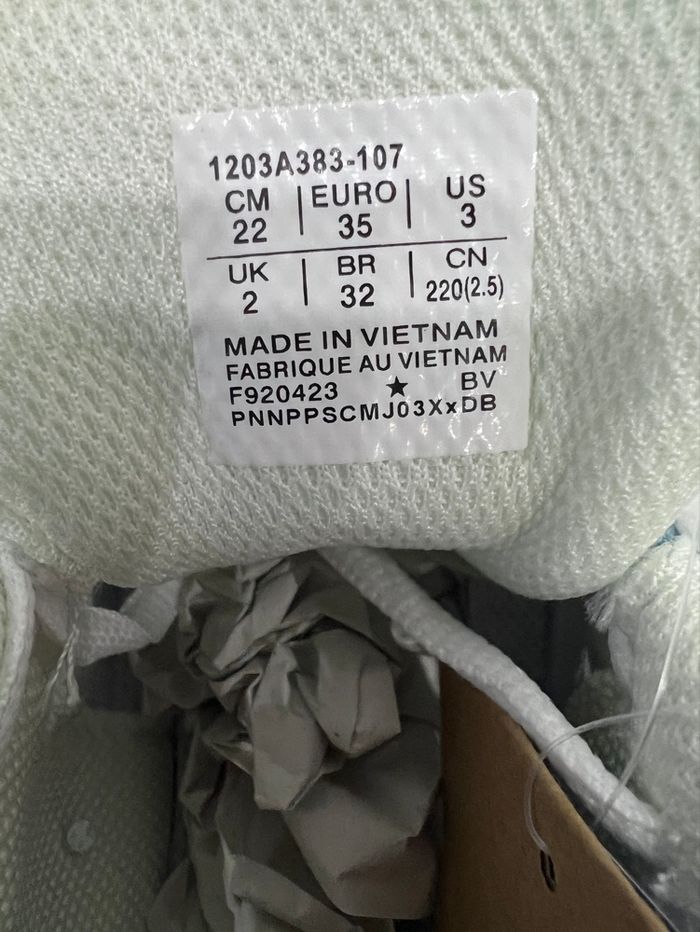 1203A383-107
CM | EURO | US
22 | 35 | 3
UK | BR | CN
2 | 32 | 220(2.5)
MADE IN VIETNAM
FABRIQUE AU VIETNAM
F920423 ★ BV
PNNPPSCMJ03XxDB